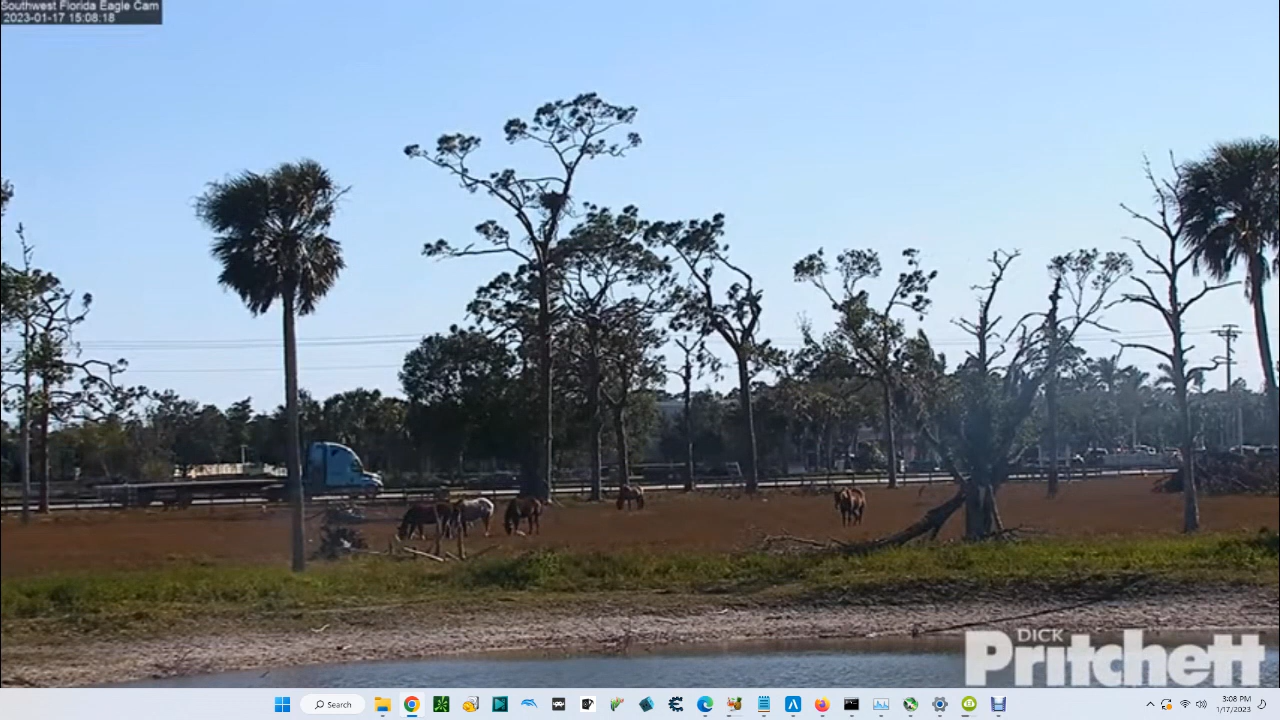 Southwest Florida Eagle Cam
2023-01-17 15:08:18
DICK
Pritchett
Search
3:08 PM
1/17/2023